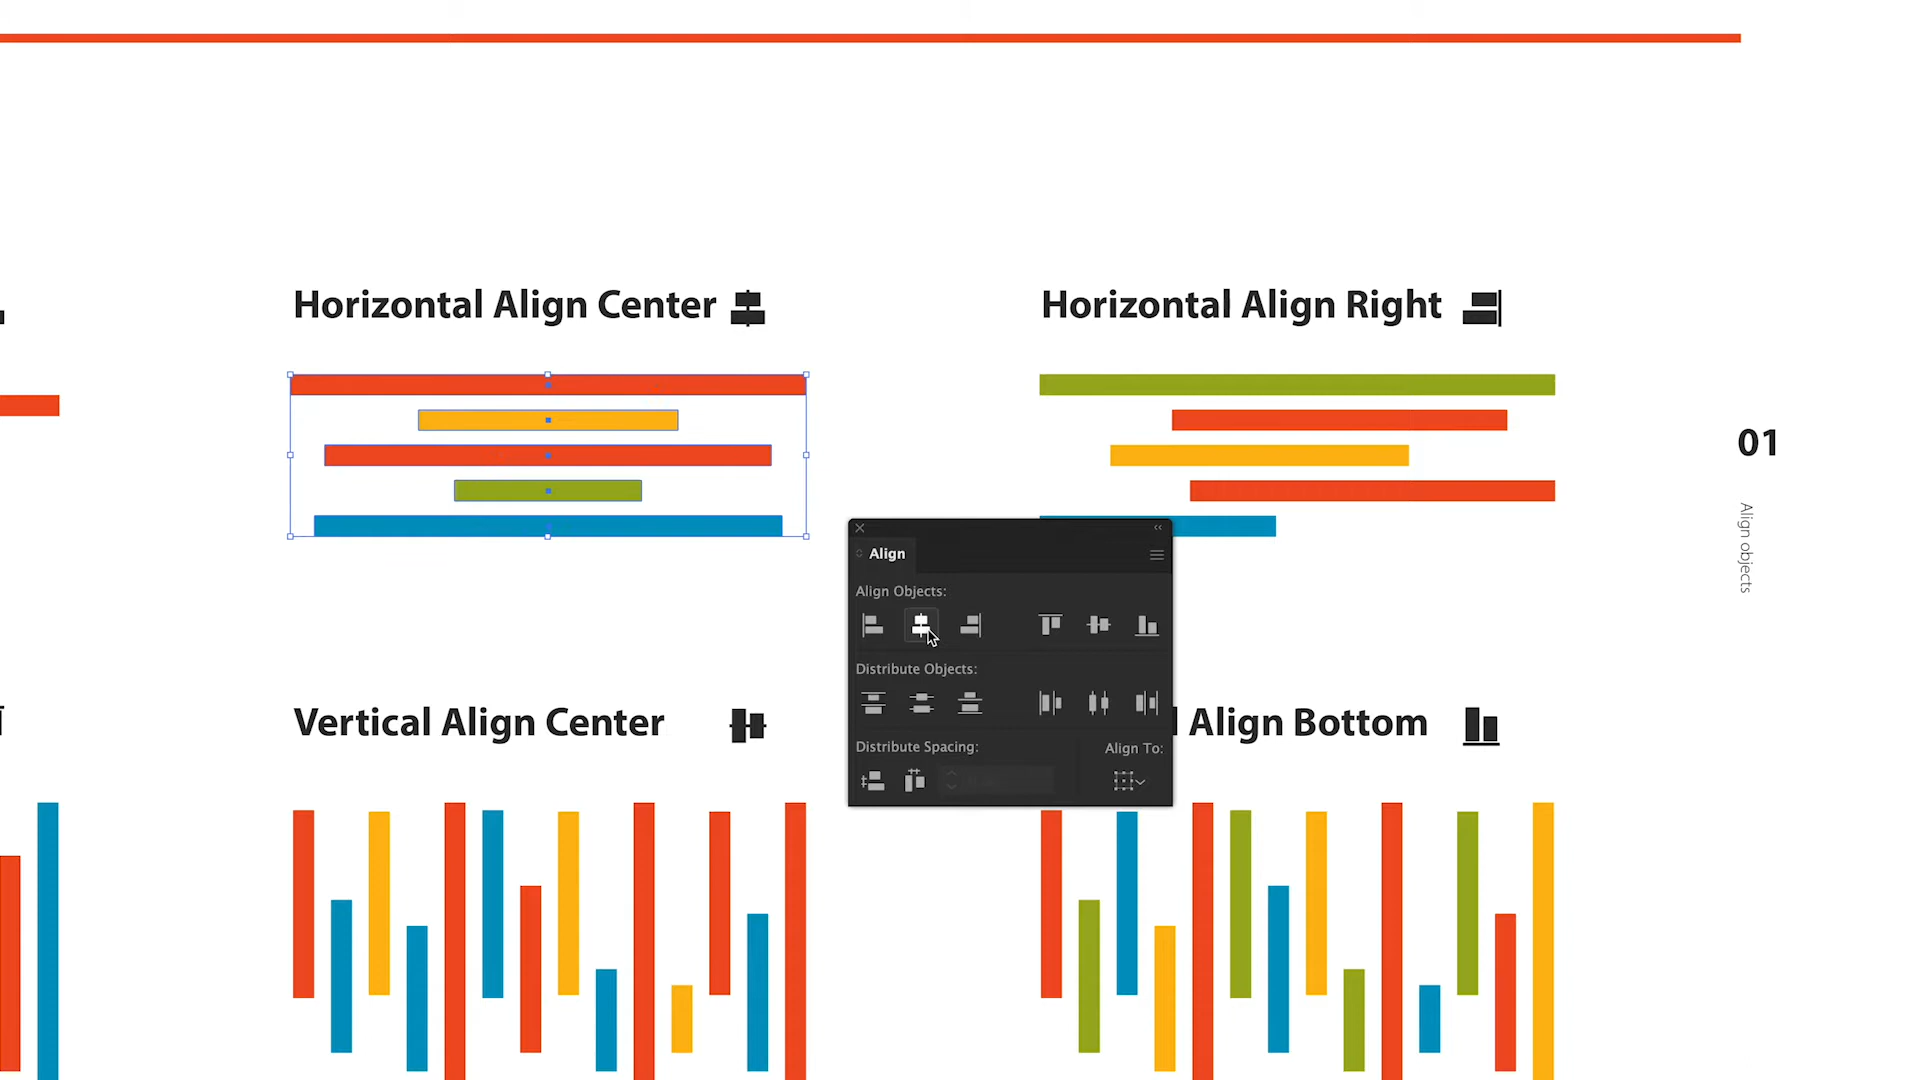 Horizontal Align Center
Horizontal Align Right
01
Align objects
Align
Align Objects:
Distribute Objects:
Distribute Spacing:
Align To:
Vertical Align Center
Align Bottom